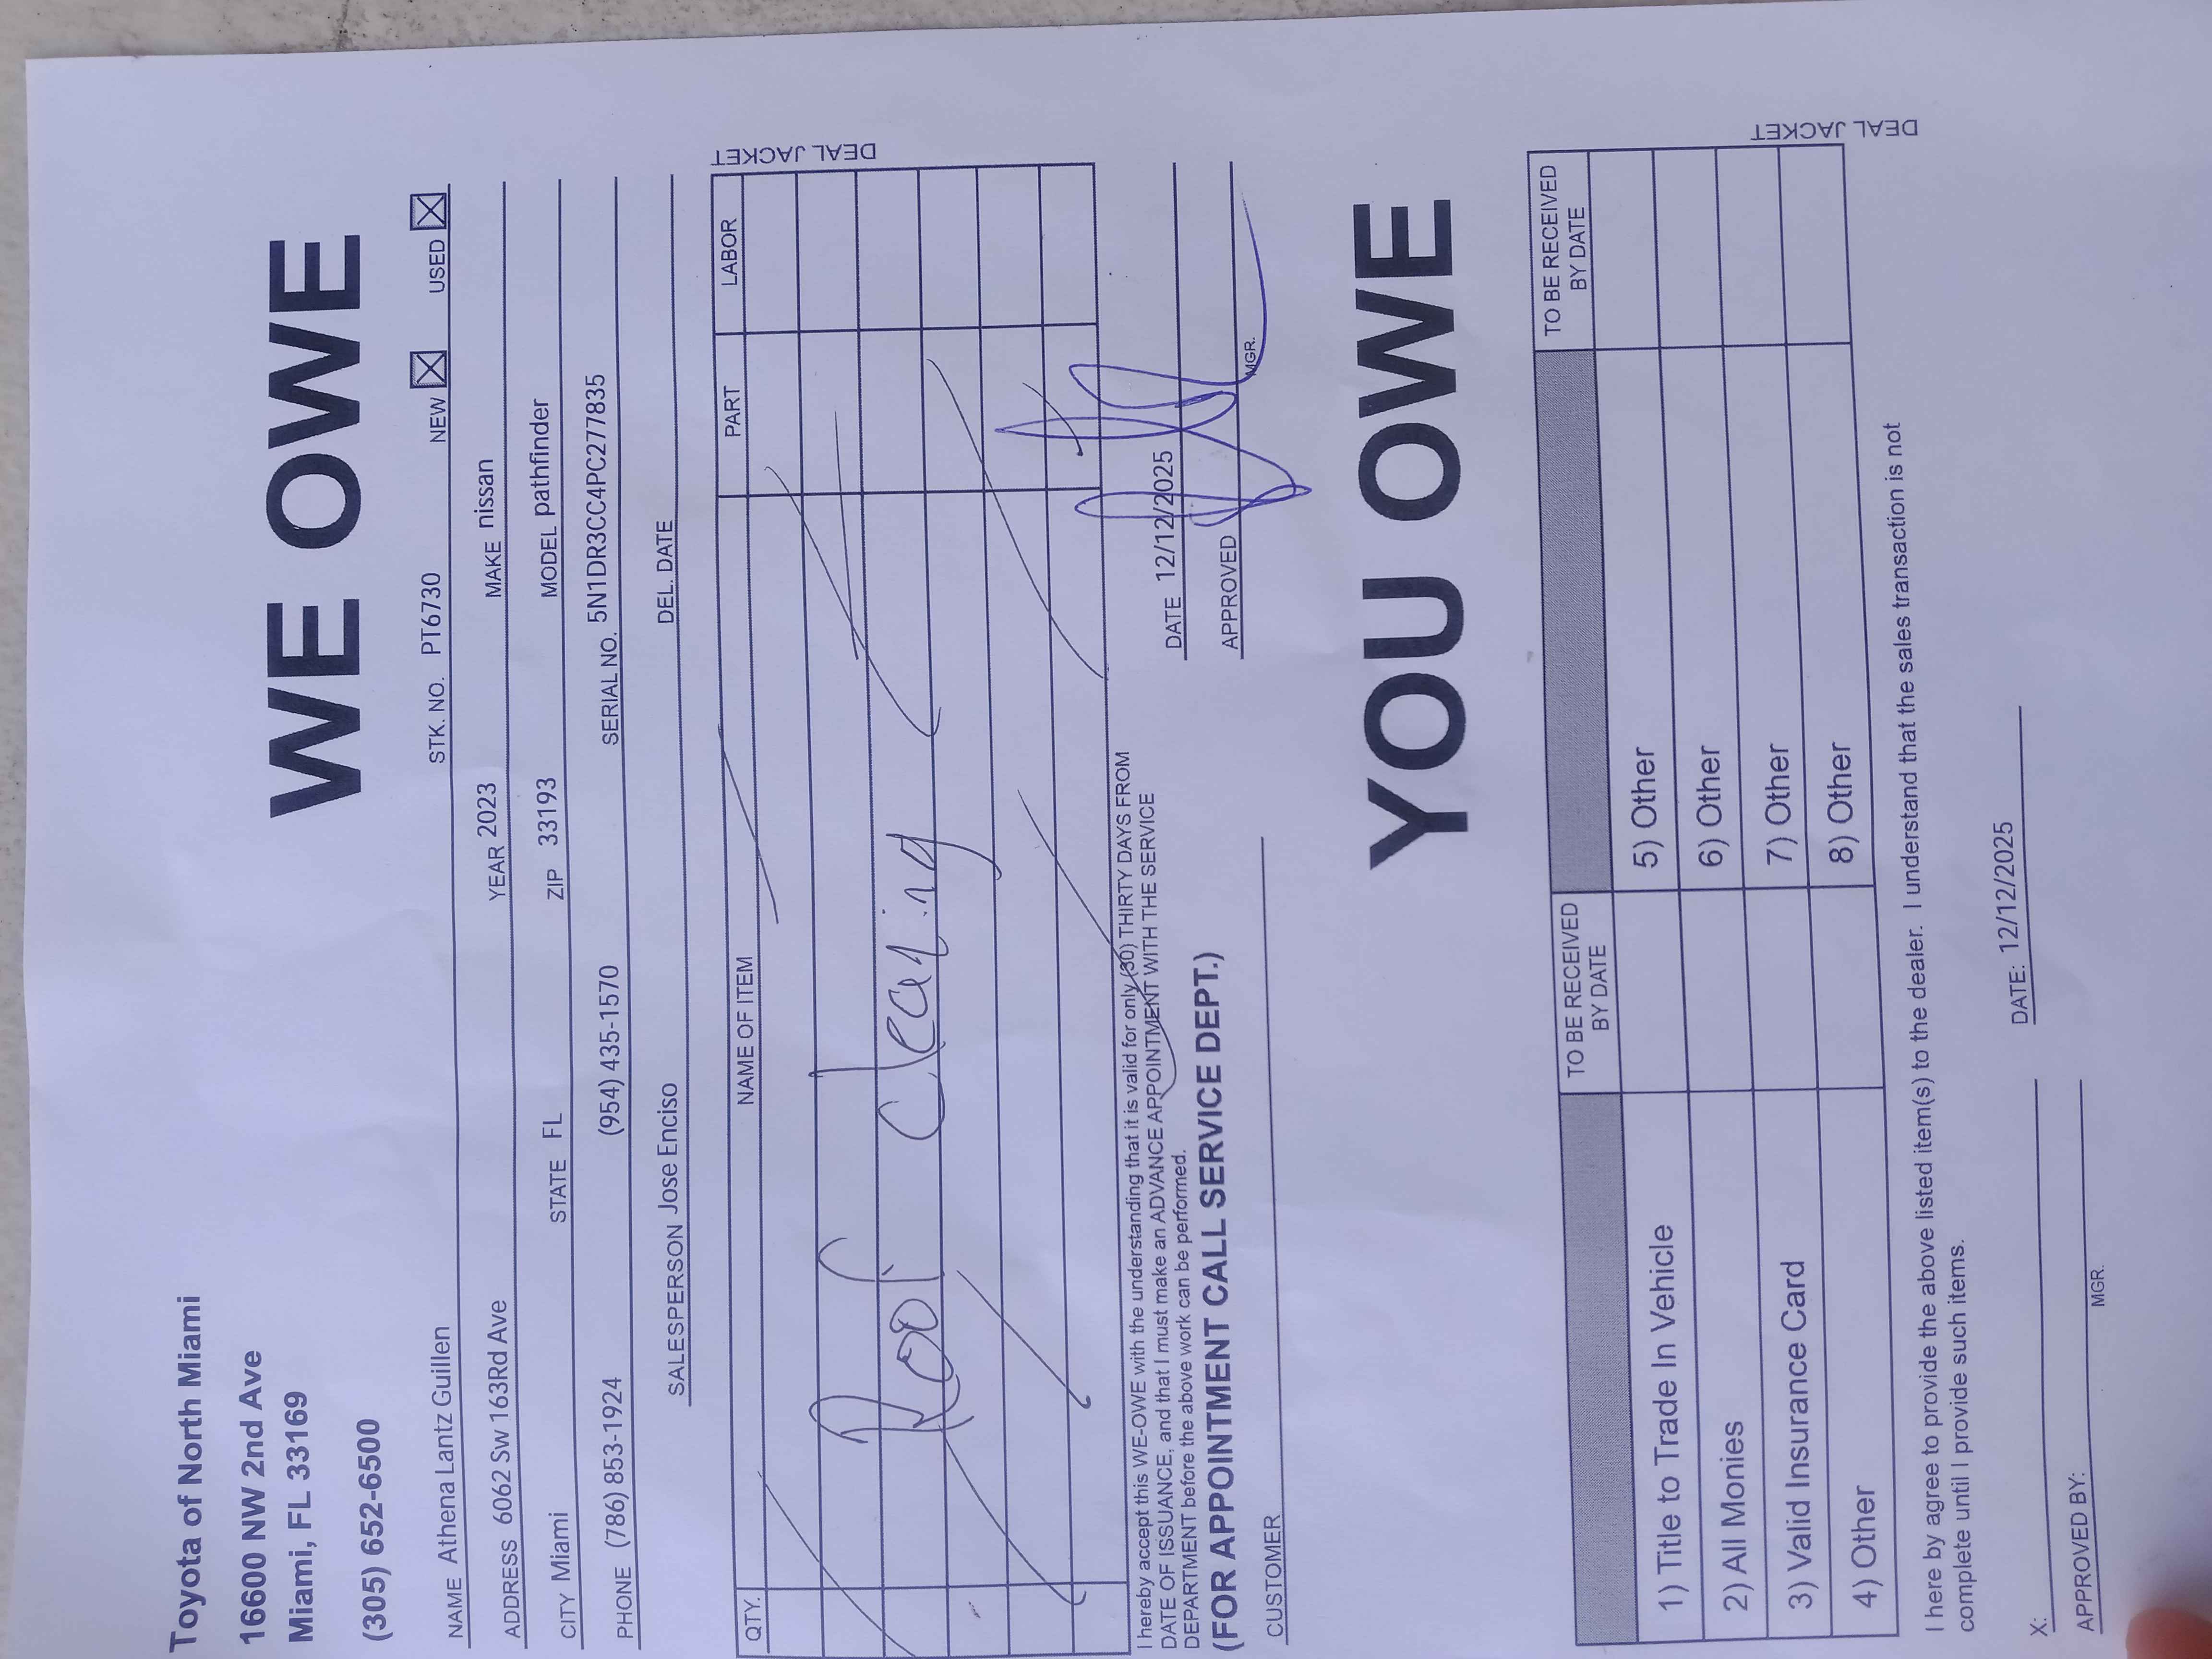 Toyota of North Miami
16600 NW 2nd Ave
Miami, FL 33169
(305) 652-6500
WE OWE
STK. NO. PT6730 NEW ☒ USED ☒
NAME Athena Lantz Guillen
YEAR 2023 MAKE nissan
ADDRESS 6062 Sw 163Rd Ave
CITY Miami STATE FL ZIP 33193 MODEL pathfinder
PHONE (786) 853-1924 (954) 435-1570 SERIAL NO. 5N1DR3CC4PC277835
SALESPERSON Jose Enciso DEL. DATE
QTY. NAME OF ITEM PART LABOR
DEAL JACKET
Roof Cleaning
I hereby accept this WE-OWE with the understanding that it is valid for only (30) THIRTY DAYS FROM
DATE OF ISSUANCE, and that I must make an ADVANCE APPOINTMENT WITH THE SERVICE
DEPARTMENT before the above work can be performed.
(FOR APPOINTMENT CALL SERVICE DEPT.)
DATE 12/12/2025
APPROVED
MGR.
CUSTOMER
YOU OWE
TO BE RECEIVED
BY DATE
TO BE RECEIVED
BY DATE
1) Title to Trade In Vehicle 5) Other
2) All Monies 6) Other
3) Valid Insurance Card 7) Other
4) Other 8) Other
DEAL JACKET
I here by agree to provide the above listed item(s) to the dealer. I understand that the sales transaction is not
complete until I provide such items.
X: DATE: 12/12/2025
APPROVED BY:
MGR.